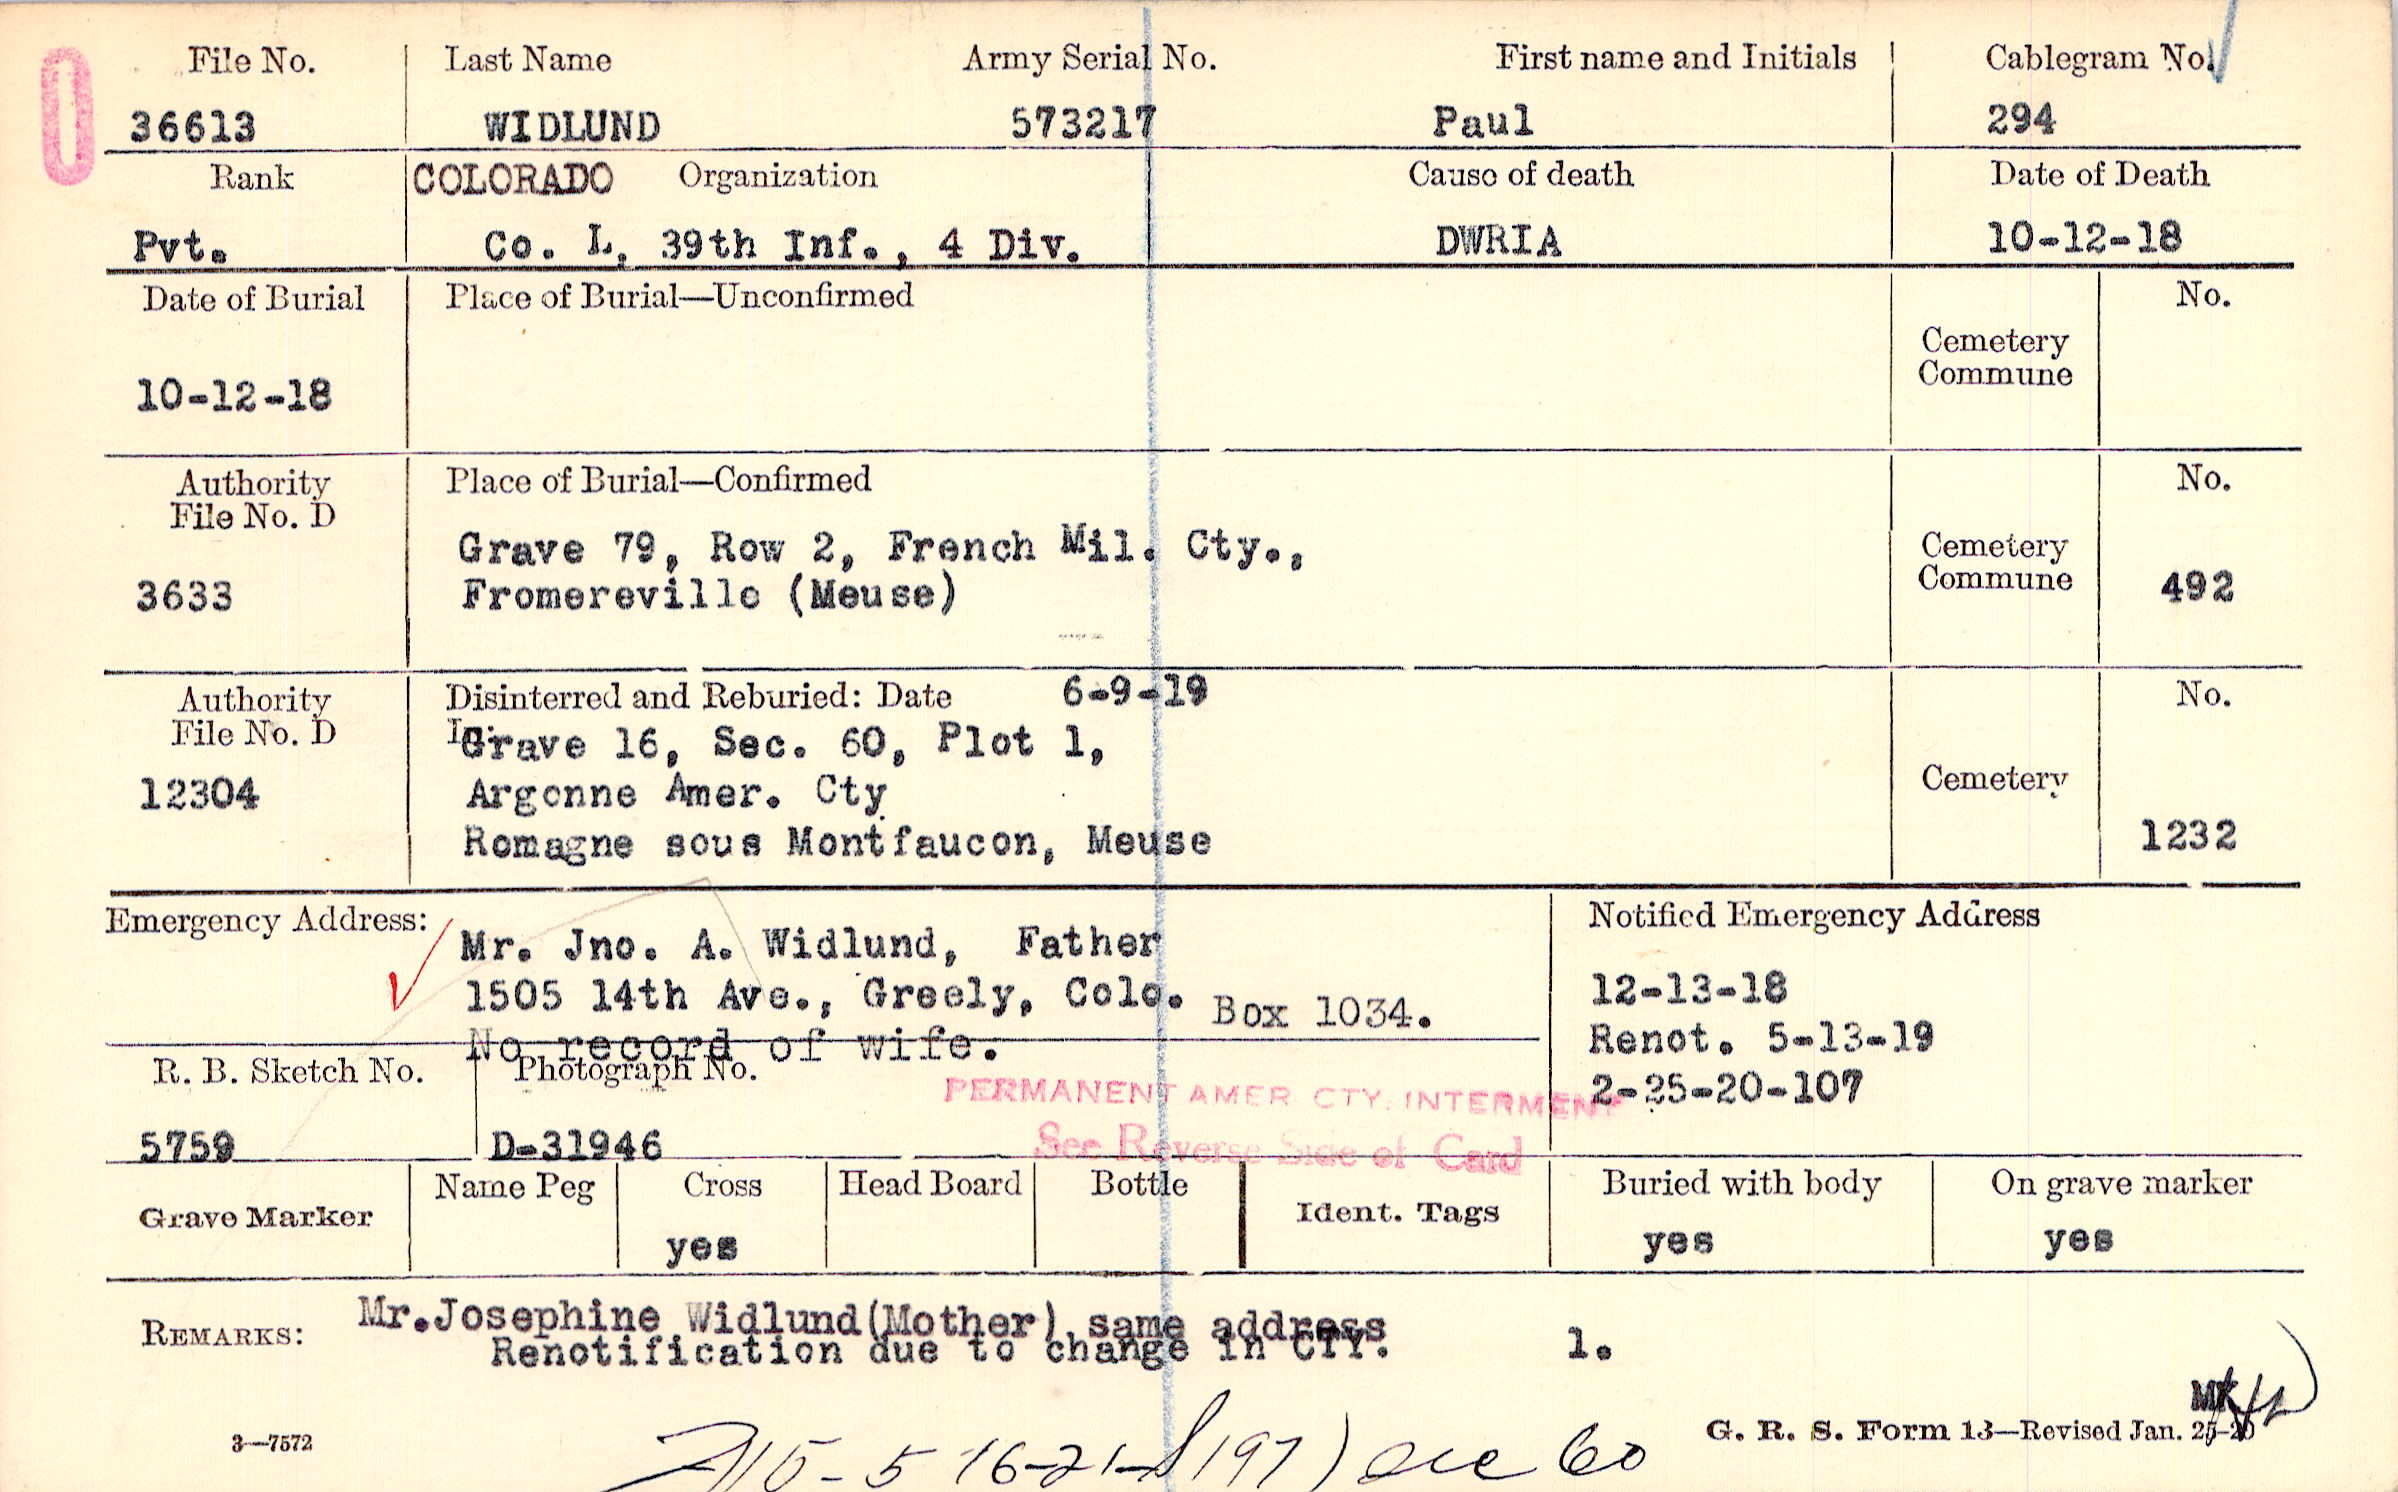 0
File No. Last Name Army Serial No. First name and Initials Cablegram No.
36613 WIDLUND 573217 Paul 294
Rank COLORADO Organization Cause of death Date of Death
Pvt. Co. L, 39th Inf., 4 Div. DWRIA 10-12-18
Date of Burial Place of Burial—Unconfirmed No.
Cemetery
Commune
10-12-18
Authority Place of Burial—Confirmed No.
File No. D
Grave 79, Row 2, French Mil. Cty., Cemetery
3633 Fromereville (Meuse) Commune 492
Authority Disinterred and Reburied: Date 6-9-19 No.
File No. D In: Grave 16, Sec. 60, Plot 1,
12304 Argonne Amer. Cty Cemetery
Romagne sous Montfaucon, Meuse 1232
Emergency Address: Notified Emergency Address
Mr. Jno. A. Widlund, Father
1505 14th Ave., Greely, Colo. Box 1034. 12-13-18
No record of wife. Renot. 5-13-19
R. B. Sketch No. Photograph No. 2-25-20-107
PERMANENT AMER CTY. INTERMENT
5759 D-31946 See Reverse Side of Card
Grave Marker Name Peg Cross Head Board Bottle Ident. Tags Buried with body On grave marker
yes yes yes
REMARKS: Mr.Josephine Widlund(Mother) same address
Renotification due to change in CTY. 1.
MK
3—7572 G. R. S. Form 13—Revised Jan. 25-20
5-16-21 197) 60